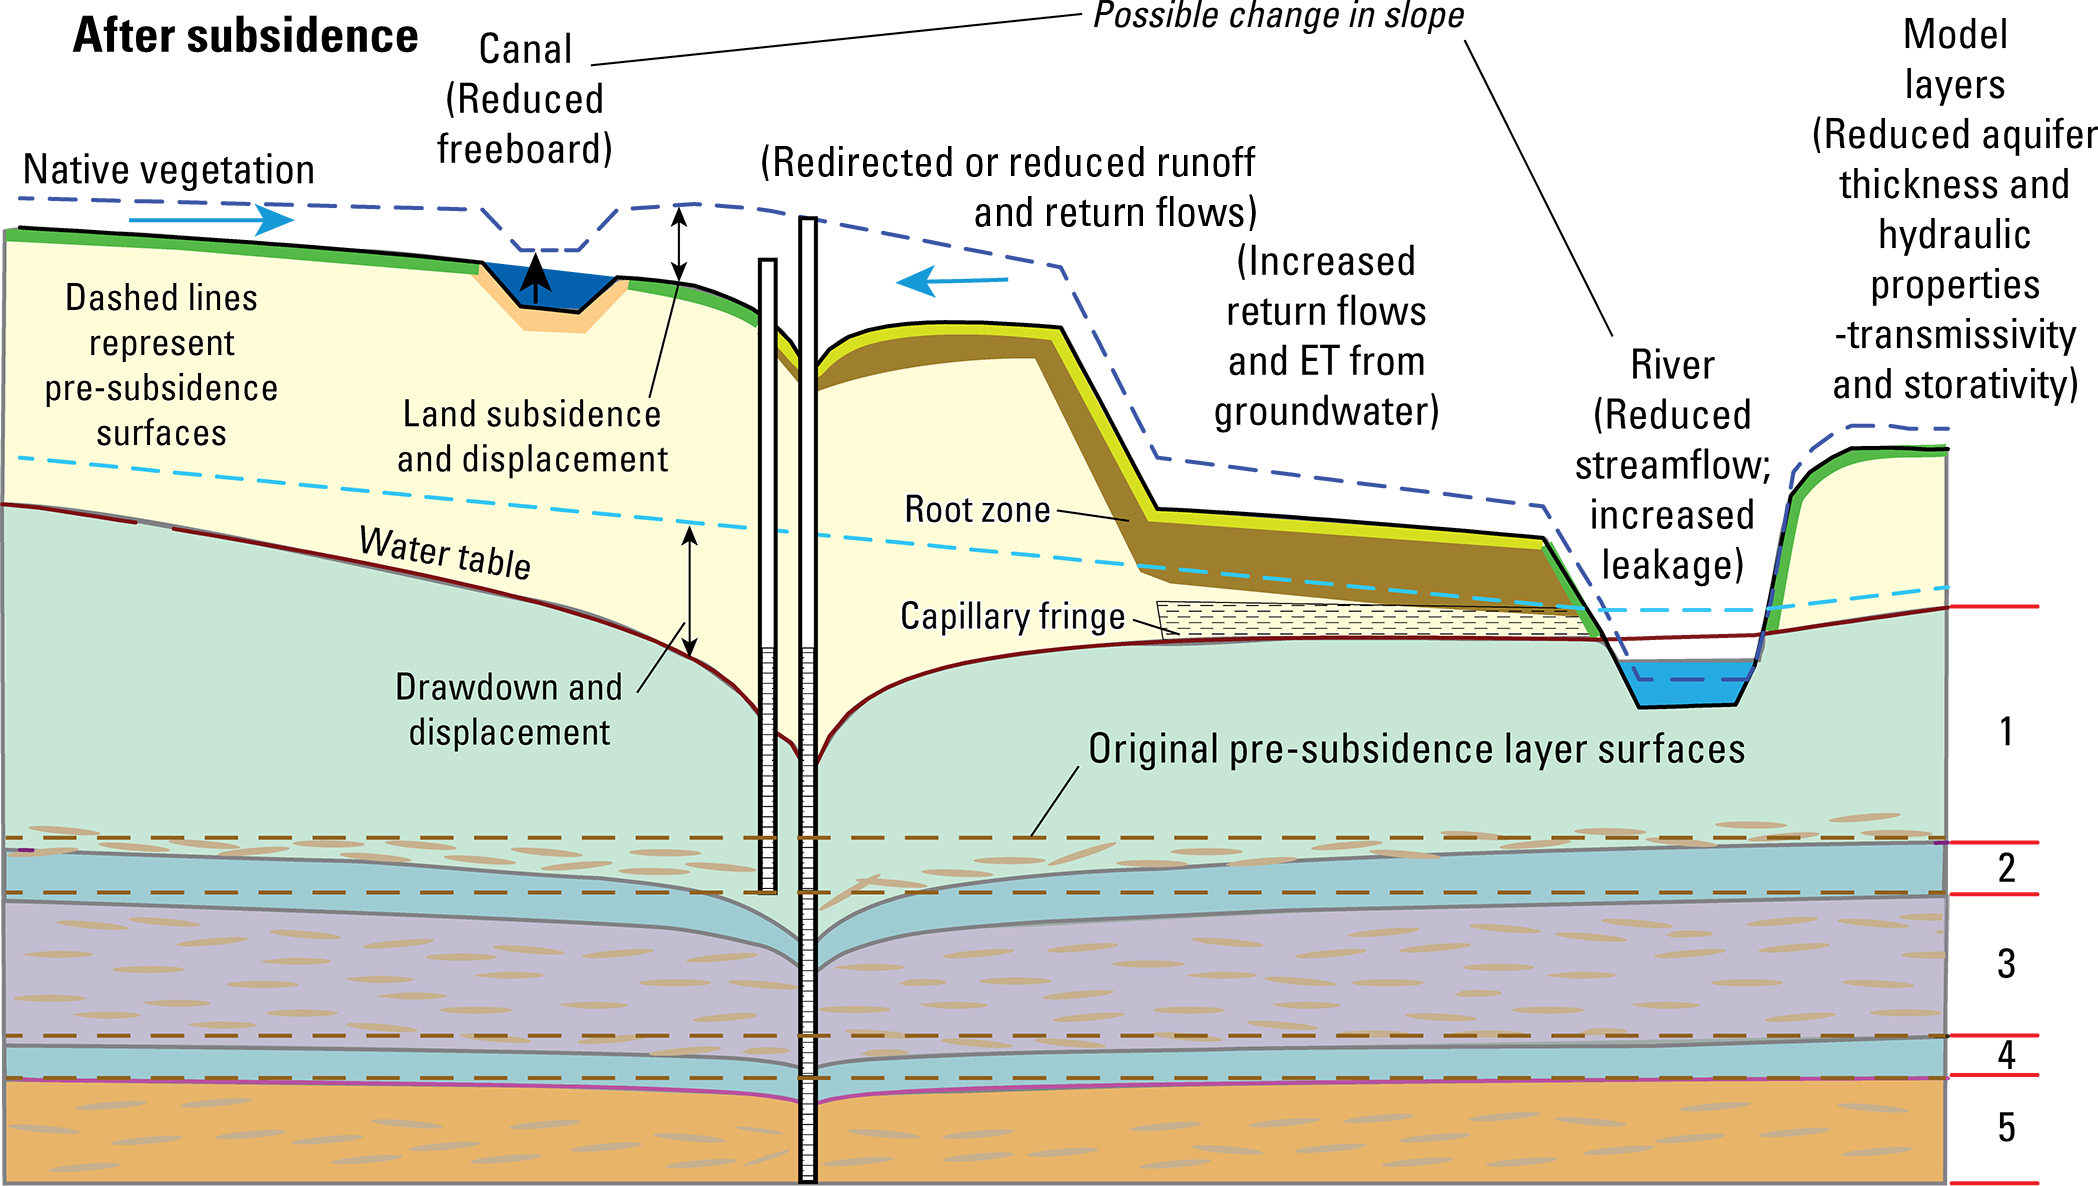 After subsidence
Possible change in slope
Canal
(Reduced
freeboard)
Native vegetation
(Redirected or reduced runoff
and return flows)
(Increased
return flows
and ET from
groundwater)
River
(Reduced
streamflow;
increased
leakage)
Model
layers
(Reduced aquifer
thickness and
hydraulic
properties
-transmissivity
and storativity)
Dashed lines
represent
pre-subsidence
surfaces
Land subsidence
and displacement
Root zone
Water table
Capillary fringe
Drawdown and
displacement
Original pre-subsidence layer surfaces
1
2
3
4
5